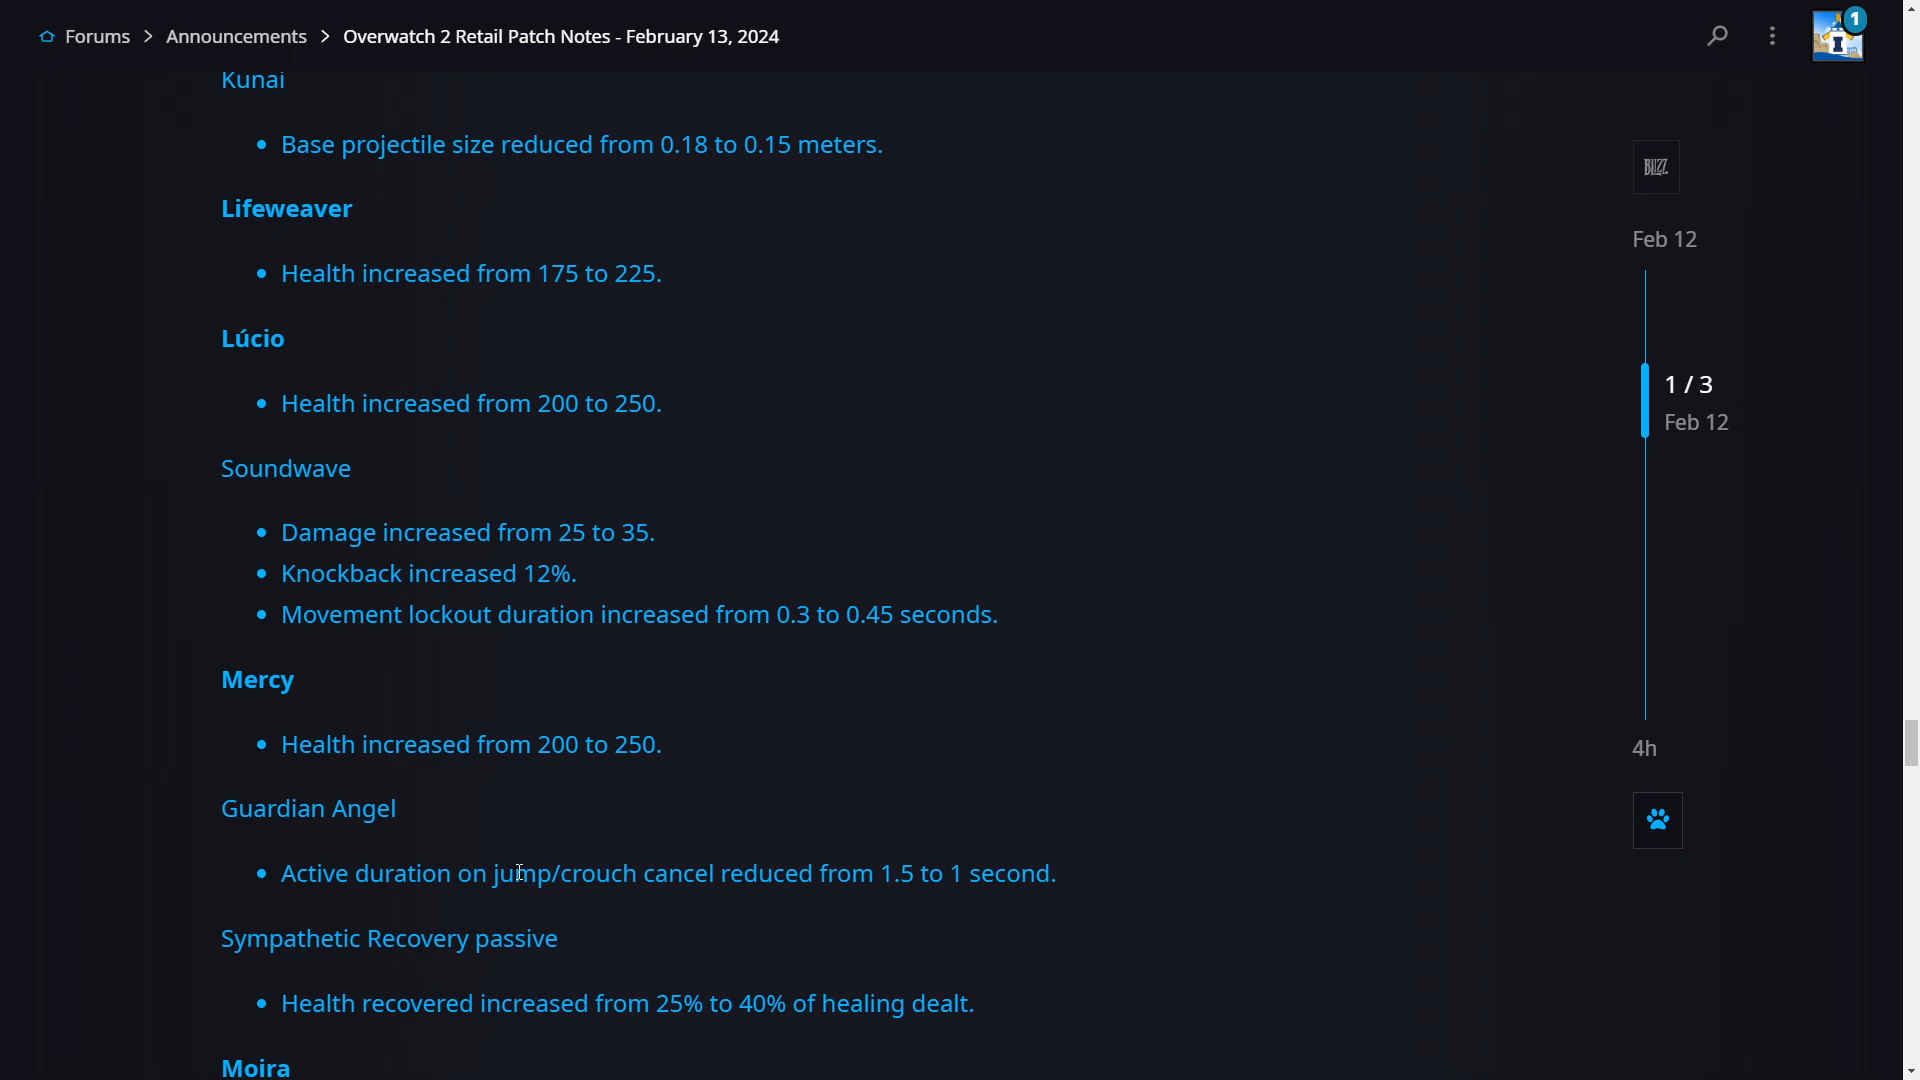 Forums > Announcements > Overwatch 2 Retail Patch Notes - February 13, 2024
1
Kunai
• Base projectile size reduced from 0.18 to 0.15 meters.
BLIZZ
Lifeweaver
Feb 12
• Health increased from 175 to 225.
Lúcio
1 / 3
• Health increased from 200 to 250.
Feb 12
Soundwave
• Damage increased from 25 to 35.
• Knockback increased 12%.
• Movement lockout duration increased from 0.3 to 0.45 seconds.
Mercy
• Health increased from 200 to 250.
4h
Guardian Angel
• Active duration on jump/crouch cancel reduced from 1.5 to 1 second.
Sympathetic Recovery passive
• Health recovered increased from 25% to 40% of healing dealt.
Moira